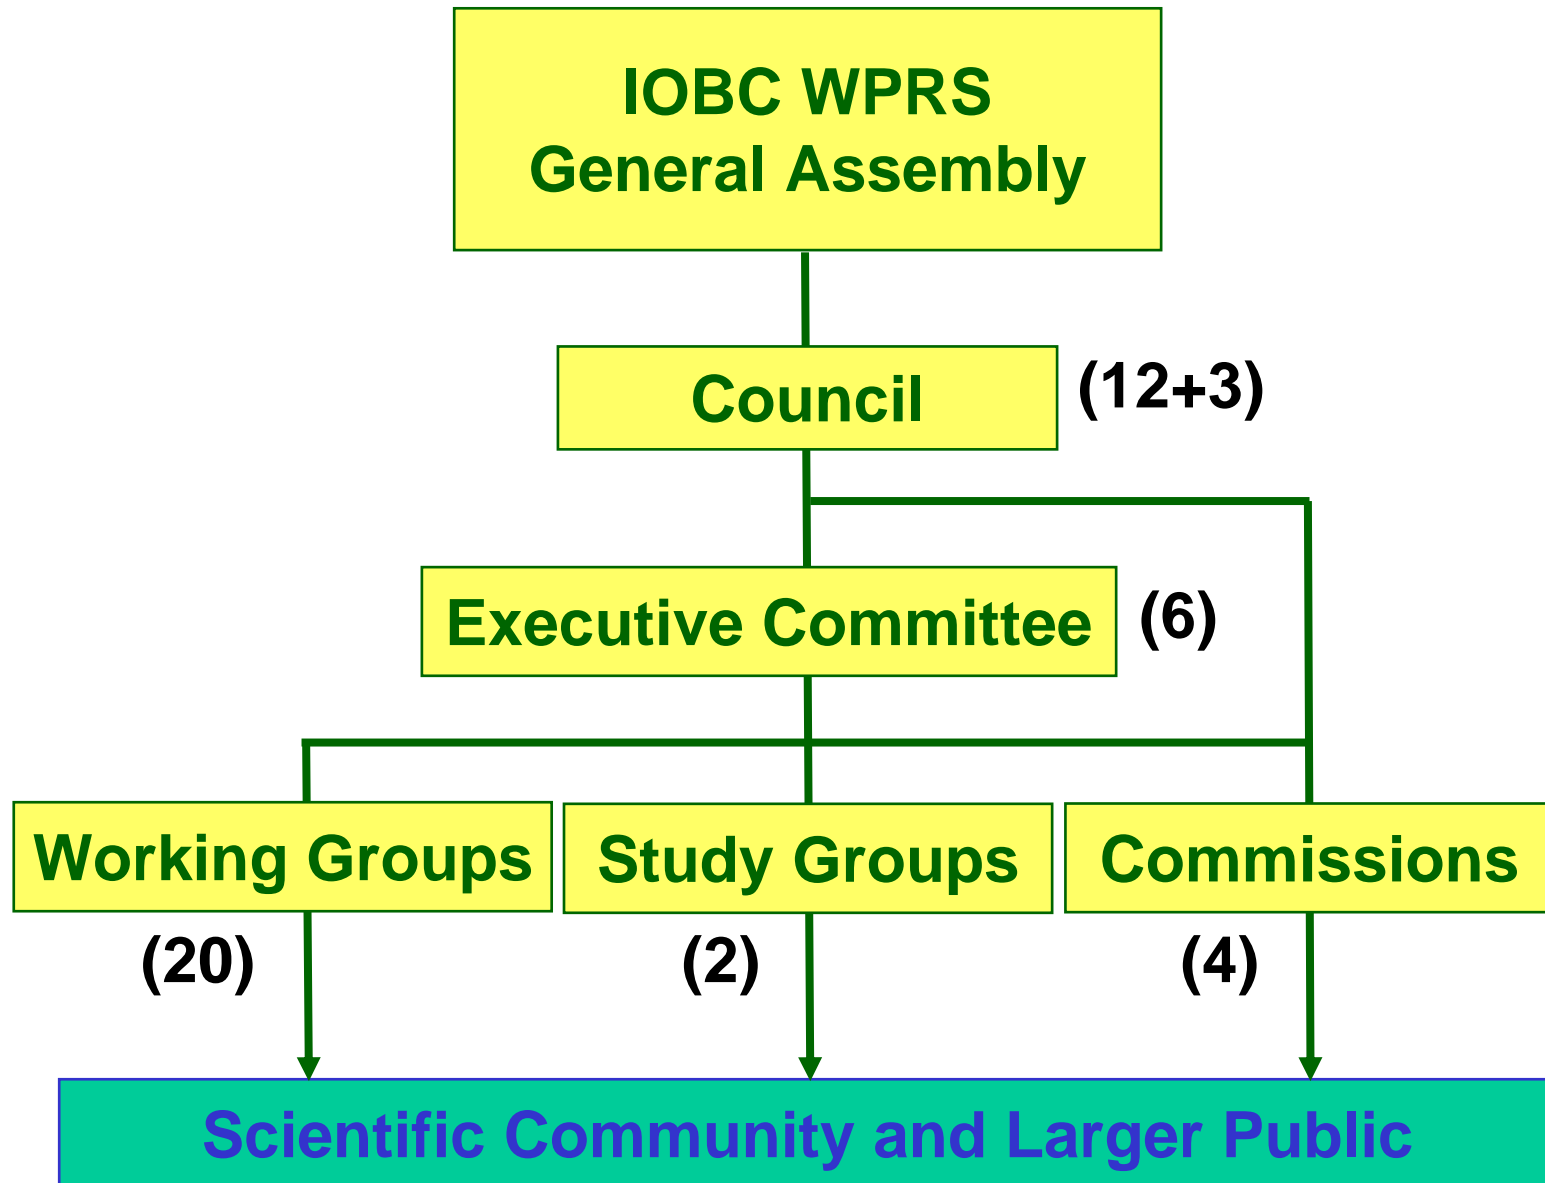 IOBC WPRS
General Assembly
Council
(12+3)
Executive Committee
(6)
Working Groups
Study Groups
Commissions
(20)
(2)
(4)
Scientific Community and Larger Public